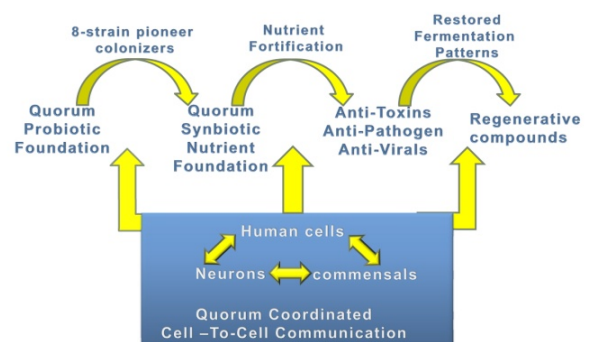 8-strain pioneer
colonizers
Nutrient
Fortification
Restored
Fermentation
Patterns
Quorum
Probiotic
Foundation
Quorum
Synbiotic
Nutrient
Foundation
Anti-Toxins
Anti-Pathogen
Anti-Virals
Regenerative
compounds
Human cells
Neurons
commensals
Quorum Coordinated
Cell –To-Cell Communication